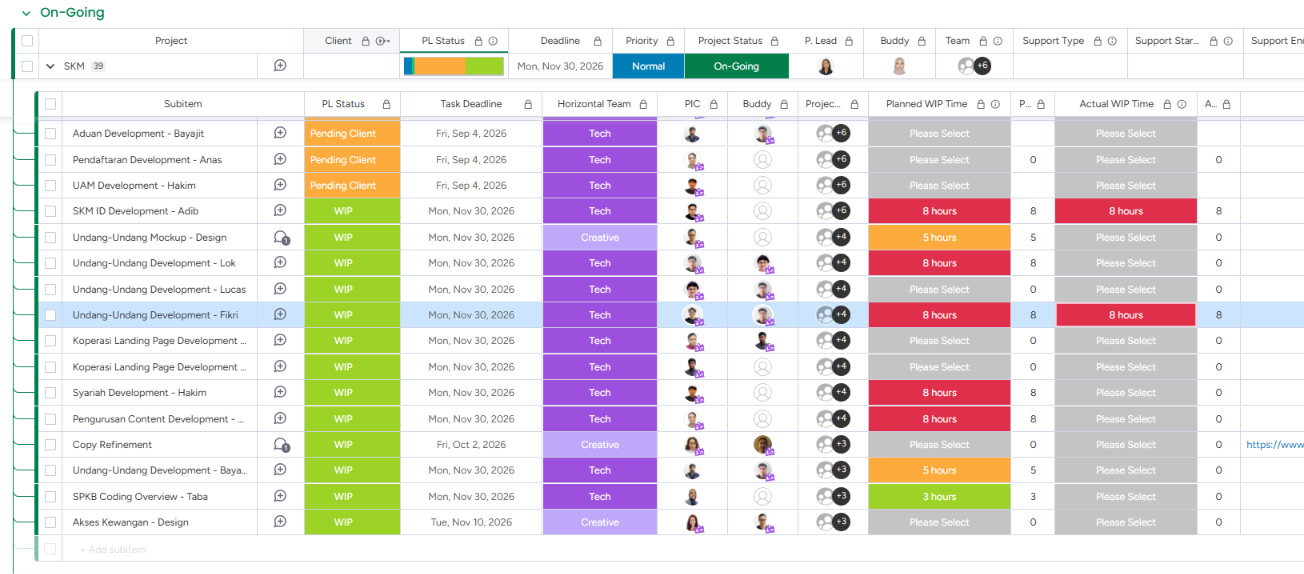 On-Going
Project Client PL Status Deadline Priority Project Status P. Lead Buddy Team Support Type Support Star... Support En
SKM 39 Mon, Nov 30, 2026 Normal On-Going +6
Subitem PL Status Task Deadline Horizontal Team PIC Buddy Projec... Planned WIP Time P... Actual WIP Time A...
Aduan Development - Bayajit Pending Client Fri, Sep 4, 2026 Tech +6 Please Select Please Select
Pendaftaran Development - Anas Pending Client Fri, Sep 4, 2026 Tech +6 Please Select 0 Please Select 0
UAM Development - Hakim Pending Client Fri, Sep 4, 2026 Tech +6 Please Select Please Select
SKM ID Development - Adib WIP Mon, Nov 30, 2026 Tech +6 8 hours 8 8 hours 8
Undang-Undang Mockup - Design 1 WIP Mon, Nov 30, 2026 Creative +4 5 hours 5 Please Select 0
Undang-Undang Development - Lok WIP Mon, Nov 30, 2026 Tech +4 8 hours 8 Please Select 0
Undang-Undang Development - Lucas WIP Mon, Nov 30, 2026 Tech +4 Please Select 0 Please Select 0
Undang-Undang Development - Fikri WIP Mon, Nov 30, 2026 Tech +4 8 hours 8 8 hours 8
Koperasi Landing Page Development ... WIP Mon, Nov 30, 2026 Tech +4 Please Select 0 Please Select 0
Koperasi Landing Page Development ... WIP Mon, Nov 30, 2026 Tech +4 Please Select 0 Please Select 0
Syariah Development - Hakim WIP Mon, Nov 30, 2026 Tech +4 8 hours 8 Please Select 0
Pengurusan Content Development - ... WIP Mon, Nov 30, 2026 Tech +4 8 hours 8 Please Select 0
Copy Refinement 1 WIP Fri, Oct 2, 2026 Creative +3 Please Select 0 Please Select 0 https://www
Undang-Undang Development - Baya... WIP Mon, Nov 30, 2026 Tech +3 5 hours 5 Please Select 0
SPKB Coding Overview - Taba WIP Mon, Nov 30, 2026 Tech +3 3 hours 3 Please Select 0
Akses Kewangan - Design WIP Tue, Nov 10, 2026 Creative +3 Please Select 0 Please Select 0
+ Add subitem